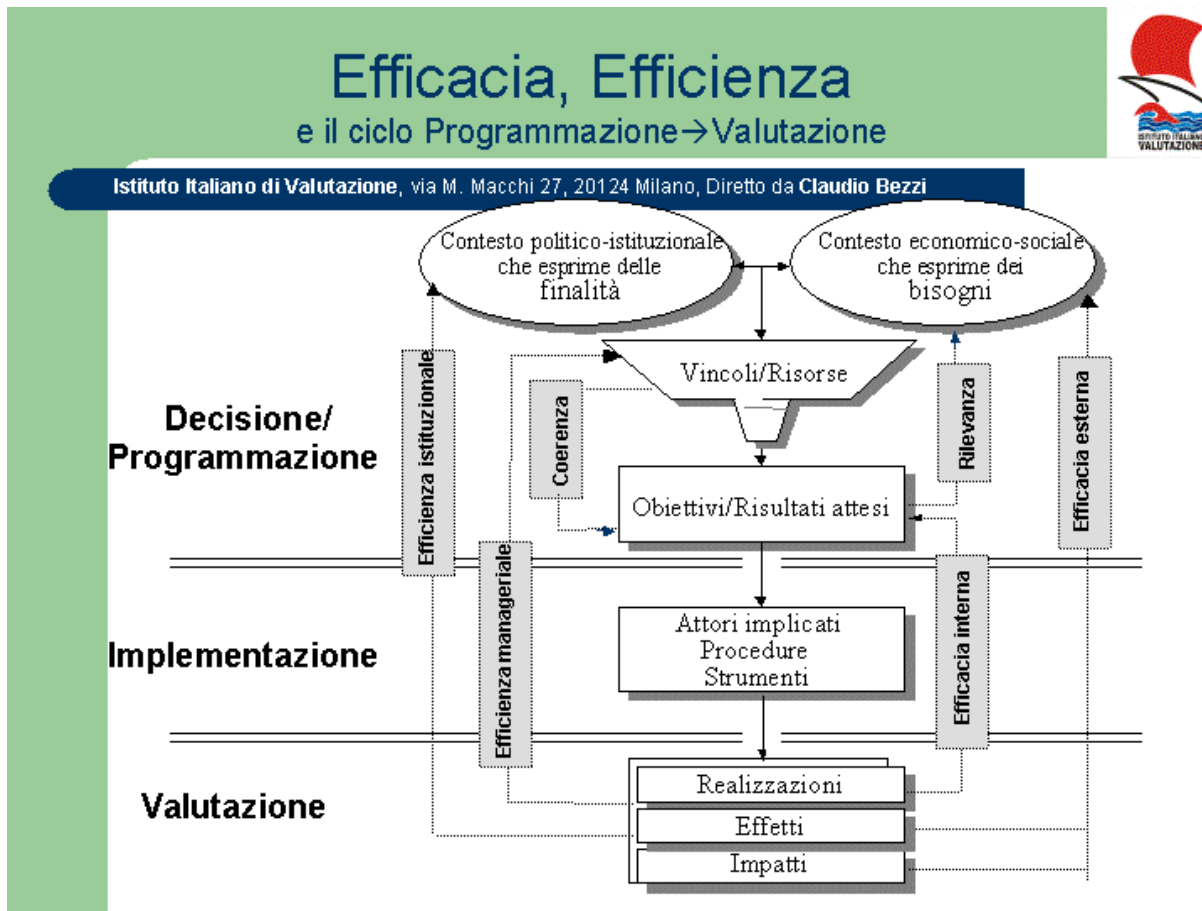 Efficacia, Efficienza
e il ciclo Programmazione→Valutazione
ISTITUTO ITALIANO
VALUTAZIONE
Istituto Italiano di Valutazione, via M. Macchi 27, 20124 Milano, Diretto da Claudio Bezzi
Contesto politico-istituzionale
che esprime delle
finalità
Contesto economico-sociale
che esprime dei
bisogni
Decisione/
Programmazione
Efficienza istituzionale
Efficienza manageriale
Coerenza
Vincoli/Risorse
Obiettivi/Risultati attesi
Rilevanza
Efficacia esterna
Implementazione
Attori implicati
Procedure
Strumenti
Efficacia interna
Valutazione
Realizzazioni
Effetti
Impatti